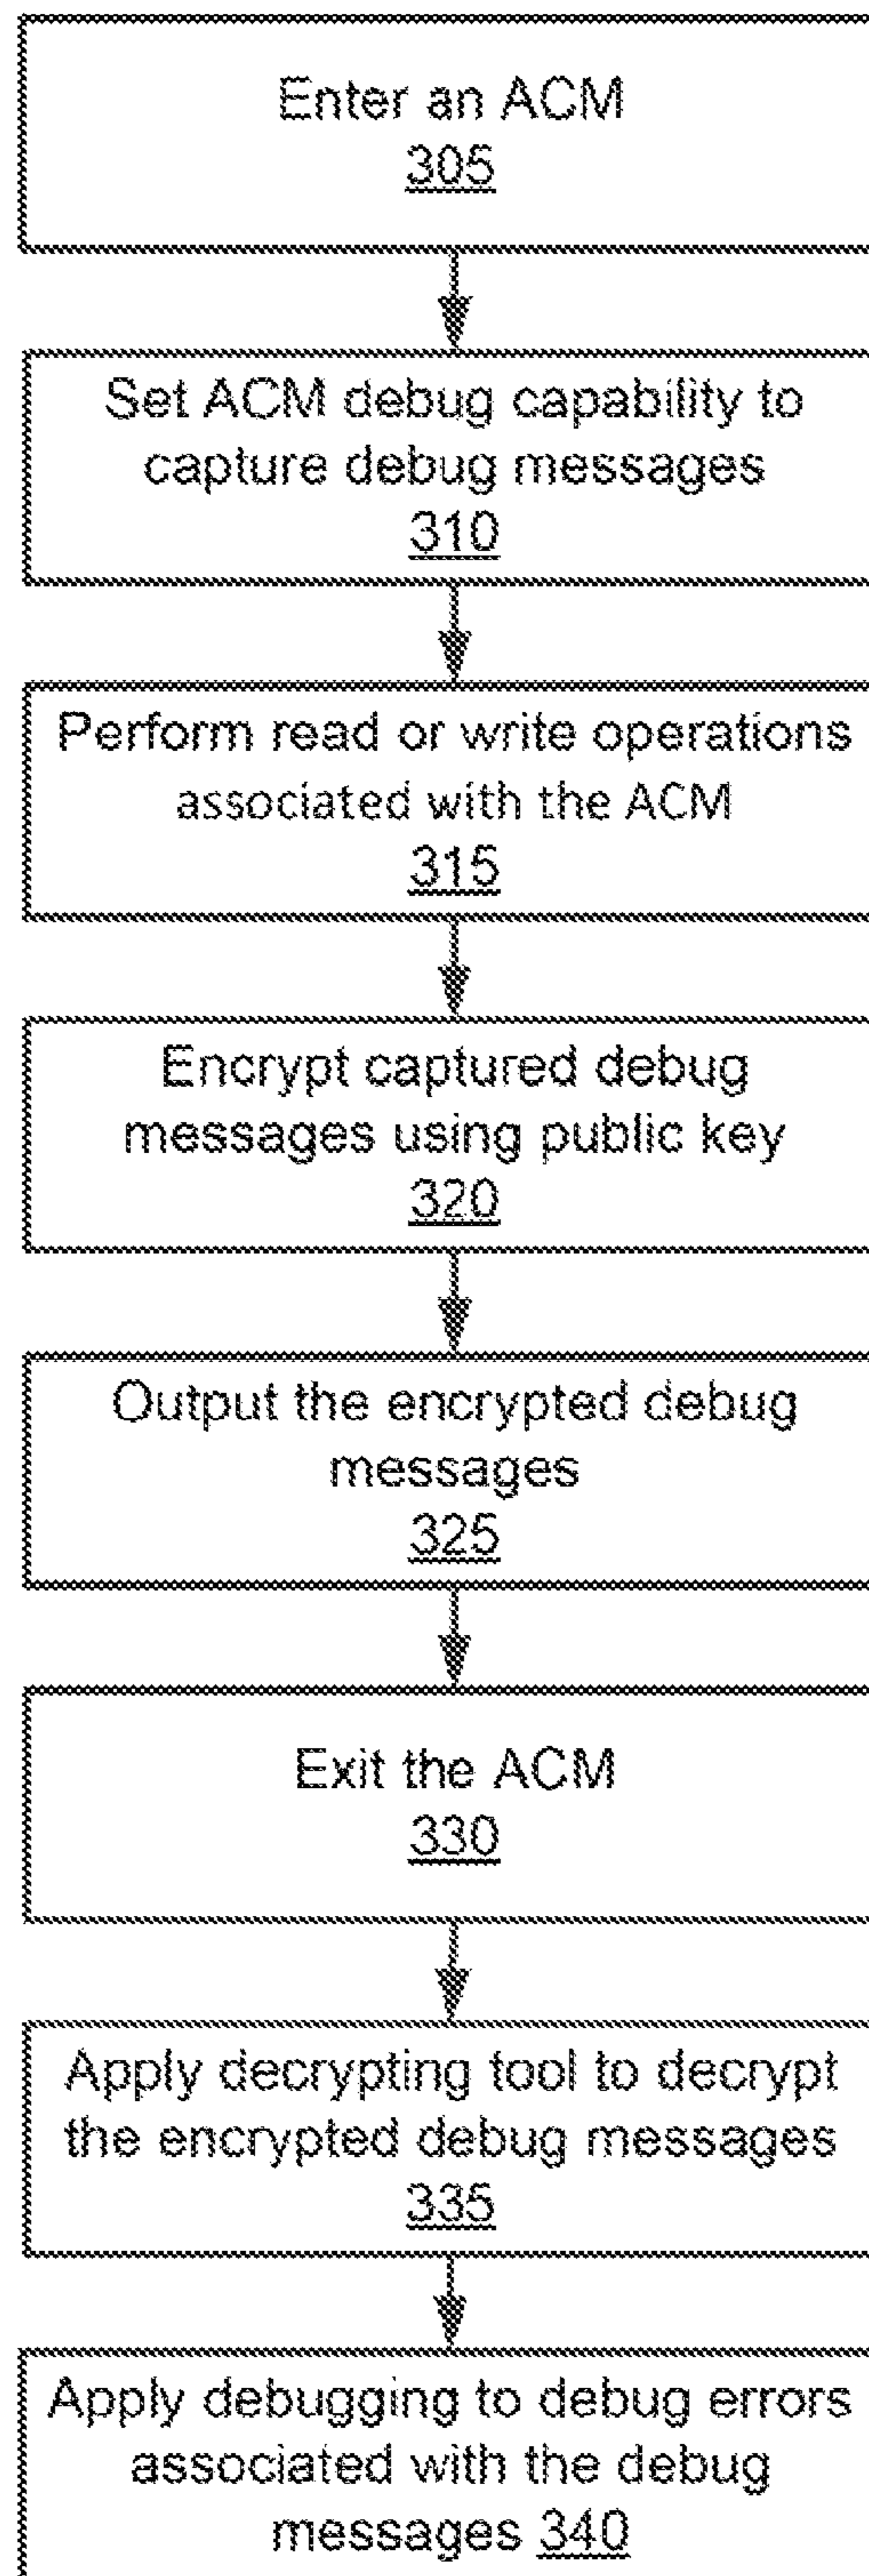 Enter an ACM
305
Set ACM debug capability to
capture debug messages
310
Perform read or write operations
associated with the ACM
315
Encrypt captured debug
messages using public key
320
Output the encrypted debug
messages
325
Exit the ACM
330
Apply decrypting tool to decrypt
the encrypted debug messages
335
Apply debugging to debug errors
associated with the debug
messages 340